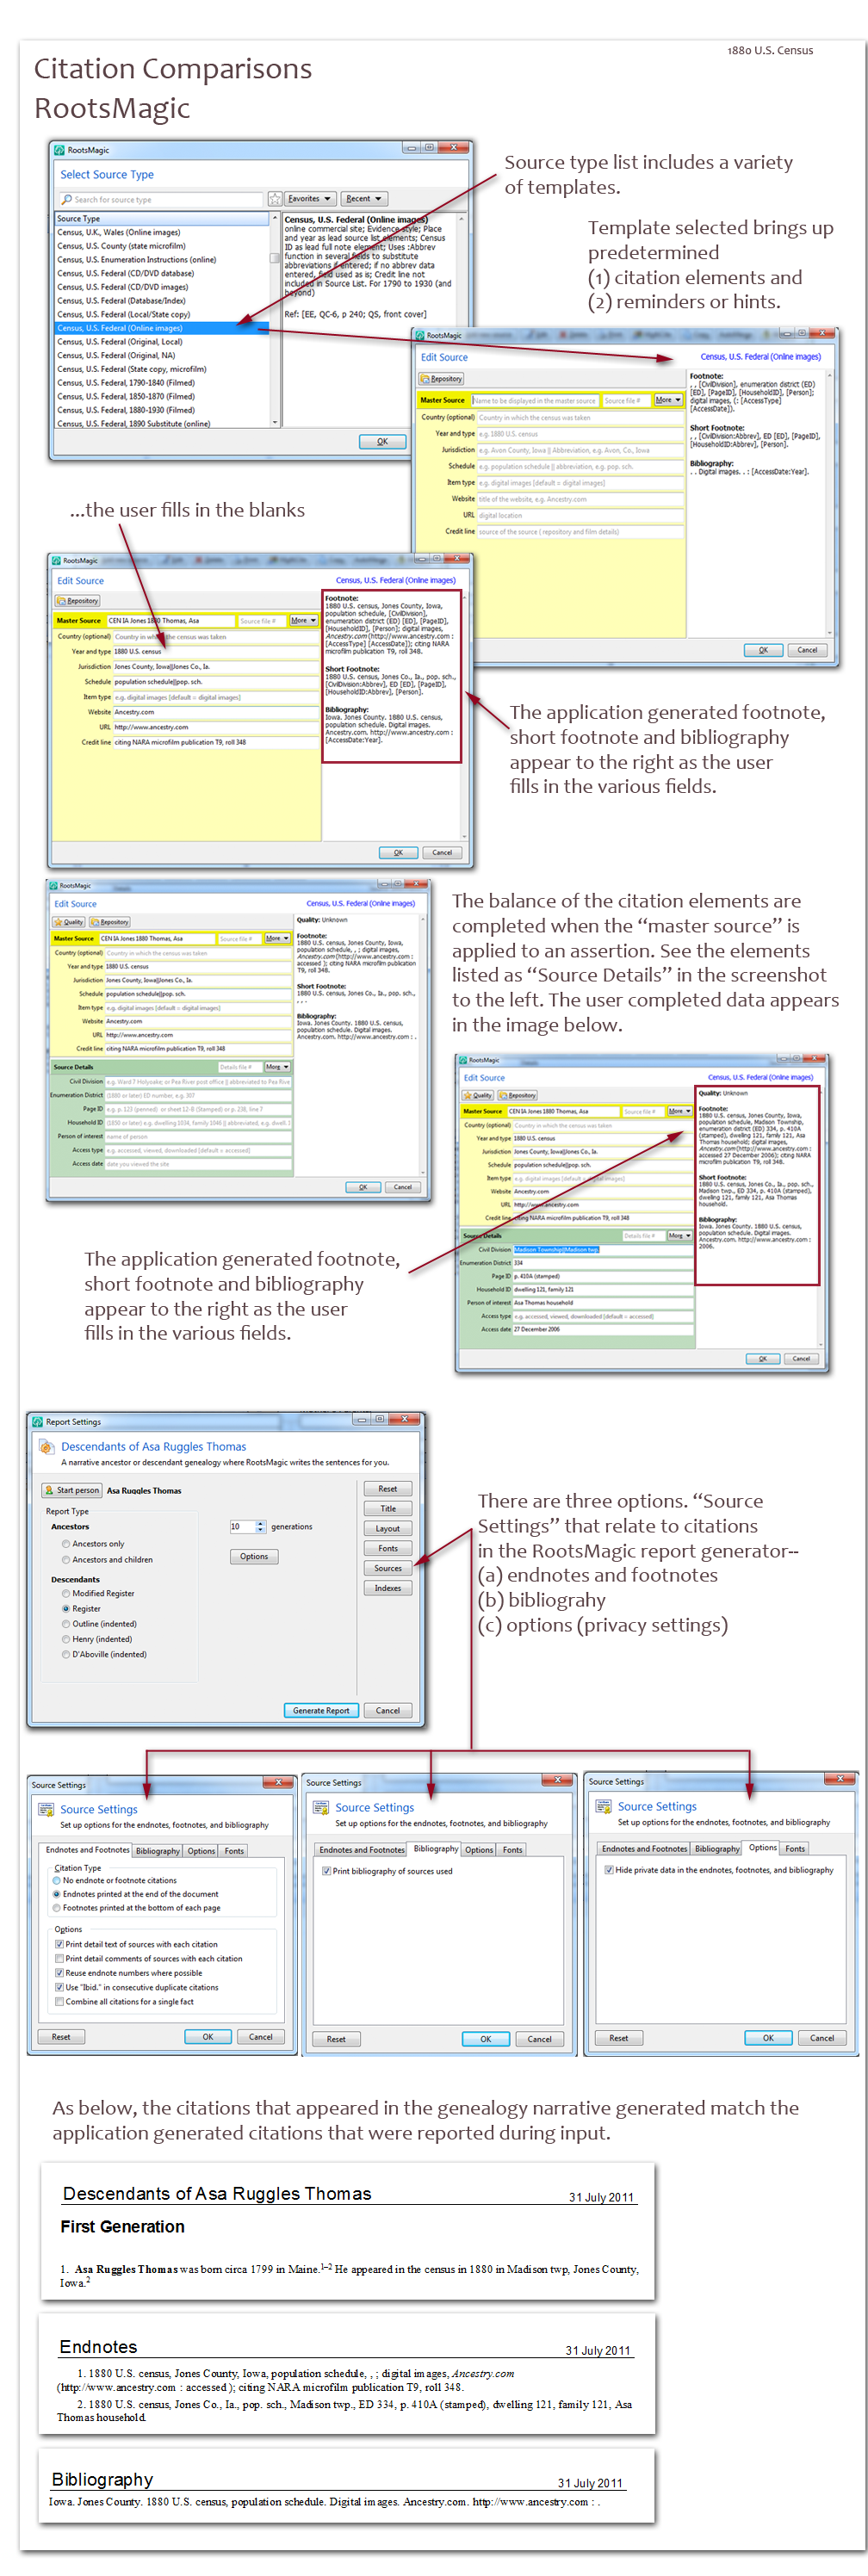 1880 U.S. Census
Citation Comparisons
RootsMagic
RootsMagic
Select Source Type
Search for source type
Favorites
Recent
Source Type
Census, U.K., Wales (Online images)
Census, U.S. County (state microfilm)
Census, U.S. Enumeration Instructions (online)
Census, U.S. Federal (CD/DVD database)
Census, U.S. Federal (CD/DVD images)
Census, U.S. Federal (Database/Index)
Census, U.S. Federal (Local/State copy)
Census, U.S. Federal (Online images)
Census, U.S. Federal (Original, Local)
Census, U.S. Federal (Original, NA)
Census, U.S. Federal (State copy, microfilm)
Census, U.S. Federal, 1790-1840 (Filmed)
Census, U.S. Federal, 1850-1870 (Filmed)
Census, U.S. Federal, 1880-1930 (Filmed)
Census, U.S. Federal, 1890 Substitute (online)
Census, U.S. Federal (Online images)
online commercial site; Evidence style; Place
and year as lead source list elements; Census
ID as lead full note element; Uses :Abbrev
function in several fields to substitute
abbreviations if entered; if no abbrev data
entered, field used as is; Credit line not
included in Source List. For 1790 to 1930 (and
beyond)
Ref: [EE, QC-6, p 240; QS, front cover]
OK
Source type list includes a variety
of templates.
Template selected brings up
predetermined
(1) citation elements and
(2) reminders or hints.
RootsMagic
Edit Source
Census, U.S. Federal (Online images)
Repository
Master Source Name to be displayed in the master source Source file # More
Country (optional) Country in which the census was taken
Year and type e.g. 1880 U.S. census
Jurisdiction e.g. Avon County, Iowa || Abbreviation, e.g. Avon, Co., Iowa
Schedule e.g. population schedule || abbreviation, e.g. pop. sch.
Item type e.g. digital images [default = digital images]
Website title of the website, e.g. Ancestry.com
URL digital location
Credit line source of the source ( repository and film details)
Footnote:
, , [CivilDivision], enumeration district (ED)
[ED], [PageID], [HouseholdID], [Person];
digital images, (: [AccessType]
[AccessDate]).
Short Footnote:
, , [CivilDivision:Abbrev], ED [ED], [PageID],
[HouseholdID:Abbrev], [Person].
Bibliography:
. . Digital images. . : [AccessDate:Year].
OK
Cancel
...the user fills in the blanks
RootsMagic
Edit Source
Census, U.S. Federal (Online images)
Repository
Master Source CEN IA Jones 1880 Thomas, Asa Source file # More
Country (optional) Country in which the census was taken
Year and type 1880 U.S. census
Jurisdiction Jones County, Iowa||Jones Co., Ia.
Schedule population schedule||pop. sch.
Item type e.g. digital images [default = digital images]
Website Ancestry.com
URL http://www.ancestry.com
Credit line citing NARA microfilm publication T9, roll 348
Footnote:
1880 U.S. census, Jones County, Iowa,
population schedule, [CivilDivision],
enumeration district (ED) [ED], [PageID],
[HouseholdID], [Person]; digital images,
Ancestry.com (http://www.ancestry.com :
[AccessType] [AccessDate]); citing NARA
microfilm publication T9, roll 348.
Short Footnote:
1880 U.S. census, Jones Co., Ia., pop. sch.,
[CivilDivision:Abbrev], ED [ED], [PageID],
[HouseholdID:Abbrev], [Person].
Bibliography:
Iowa. Jones County. 1880 U.S. census,
population schedule. Digital images.
Ancestry.com. http://www.ancestry.com :
[AccessDate:Year].
OK
Cancel
The application generated footnote,
short footnote and bibliography
appear to the right as the user
fills in the various fields.
RootsMagic
Edit Source
Census, U.S. Federal (Online images)
Quality
Repository
Master Source CEN IA Jones 1880 Thomas, Asa Source file # More
Country (optional) Country in which the census was taken
Year and type 1880 U.S. census
Jurisdiction Jones County, Iowa||Jones Co., Ia.
Schedule population schedule||pop. sch.
Item type e.g. digital images [default = digital images]
Website Ancestry.com
URL http://www.ancestry.com
Credit line citing NARA microfilm publication T9, roll 348
Source Details Details file # More
Civil Division e.g. Ward 7 Holyoake; or Pea River post office || abbreviated to Pea Rive
Enumeration District (1880 or later) ED number, e.g. 307
Page ID e.g. p. 123 (penned) or sheet 12-B (Stamped) or p. 238, line 7
Household ID (1850 or later) e.g. dwelling 1034, family 1046 || abbreviated, e.g. dwell. 1
Person of interest name of person
Access type e.g. accessed, viewed, downloaded [default = accessed]
Access date date you viewed the site
Quality: Unknown
Footnote:
1880 U.S. census, Jones County, Iowa,
population schedule, , ; digital images,
Ancestry.com (http://www.ancestry.com :
accessed ); citing NARA microfilm publication
T9, roll 348.
Short Footnote:
1880 U.S. census, Jones Co., Ia., pop. sch.,
, , .
Bibliography:
Iowa. Jones County. 1880 U.S. census,
population schedule. Digital images.
Ancestry.com. http://www.ancestry.com : .
OK
Cancel
The balance of the citation elements are
completed when the “master source” is
applied to an assertion. See the elements
listed as “Source Details” in the screenshot
to the left. The user completed data appears
in the image below.
RootsMagic
Edit Source
Census, U.S. Federal (Online images)
Quality
Repository
Master Source CEN IA Jones 1880 Thomas, Asa Source file # More
Country (optional) Country in which the census was taken
Year and type 1880 U.S. census
Jurisdiction Jones County, Iowa||Jones Co., Ia.
Schedule population schedule||pop. sch.
Item type e.g. digital images [default = digital images]
Website Ancestry.com
URL http://www.ancestry.com
Credit line citing NARA microfilm publication T9, roll 348
Source Details Details file # More
Civil Division Madison Township||Madison twp.
Enumeration District 334
Page ID p. 410A (stamped)
Household ID dwelling 121, family 121
Person of interest Asa Thomas household
Access type e.g. accessed, viewed, downloaded [default = accessed]
Access date 27 December 2006
Quality: Unknown
Footnote:
1880 U.S. census, Jones County, Iowa,
population schedule, Madison Township,
enumeration district (ED) 334, p. 410A
(stamped), dwelling 121, family 121, Asa
Thomas household; digital images,
Ancestry.com (http://www.ancestry.com :
accessed 27 December 2006); citing NARA
microfilm publication T9, roll 348.
Short Footnote:
1880 U.S. census, Jones Co., Ia., pop. sch.,
Madison twp., ED 334, p. 410A (stamped),
dwelling 121, family 121, Asa Thomas
household.
Bibliography:
Iowa. Jones County. 1880 U.S. census,
population schedule. Digital images.
Ancestry.com. http://www.ancestry.com :
2006.
OK
Cancel
The application generated footnote,
short footnote and bibliography
appear to the right as the user
fills in the various fields.
Report Settings
Descendants of Asa Ruggles Thomas
A narrative ancestor or descendant genealogy where RootsMagic writes the sentences for you.
Start person Asa Ruggles Thomas
Report Type
Ancestors
Ancestors only
Ancestors and children
Descendants
Modified Register
Register
Outline (indented)
Henry (indented)
D'Aboville (indented)
10 generations
Options
Reset
Title
Layout
Fonts
Sources
Indexes
Generate Report
Cancel
There are three options. “Source
Settings” that relate to citations
in the RootsMagic report generator--
(a) endnotes and footnotes
(b) bibliograhy
(c) options (privacy settings)
Source Settings
Source Settings
Set up options for the endnotes, footnotes, and bibliography
Endnotes and Footnotes Bibliography Options Fonts
Citation Type
No endnote or footnote citations
Endnotes printed at the end of the document
Footnotes printed at the bottom of each page
Options
Print detail text of sources with each citation
Print detail comments of sources with each citation
Reuse endnote numbers where possible
Use "Ibid." in consecutive duplicate citations
Combine all citations for a single fact
Reset
OK
Cancel
Source Settings
Source Settings
Set up options for the endnotes, footnotes, and bibliography
Endnotes and Footnotes Bibliography Options Fonts
Print bibliography of sources used
Reset
OK
Cancel
Source Settings
Source Settings
Set up options for the endnotes, footnotes, and bibliography
Endnotes and Footnotes Bibliography Options Fonts
Hide private data in the endnotes, footnotes, and bibliography
Reset
OK
Cancel
As below, the citations that appeared in the genealogy narrative generated match the
application generated citations that were reported during input.
Descendants of Asa Ruggles Thomas 31 July 2011
First Generation
1. Asa Ruggles Thomas was born circa 1799 in Maine.1–2 He appeared in the census in 1880 in Madison twp, Jones County,
Iowa.2
Endnotes 31 July 2011
1. 1880 U.S. census, Jones County, Iowa, population schedule, , ; digital images, Ancestry.com
(http://www.ancestry.com : accessed ); citing NARA microfilm publication T9, roll 348.
2. 1880 U.S. census, Jones Co., Ia., pop. sch., Madison twp., ED 334, p. 410A (stamped), dwelling 121, family 121, Asa
Thomas household.
Bibliography 31 July 2011
Iowa. Jones County. 1880 U.S. census, population schedule. Digital images. Ancestry.com. http://www.ancestry.com : .